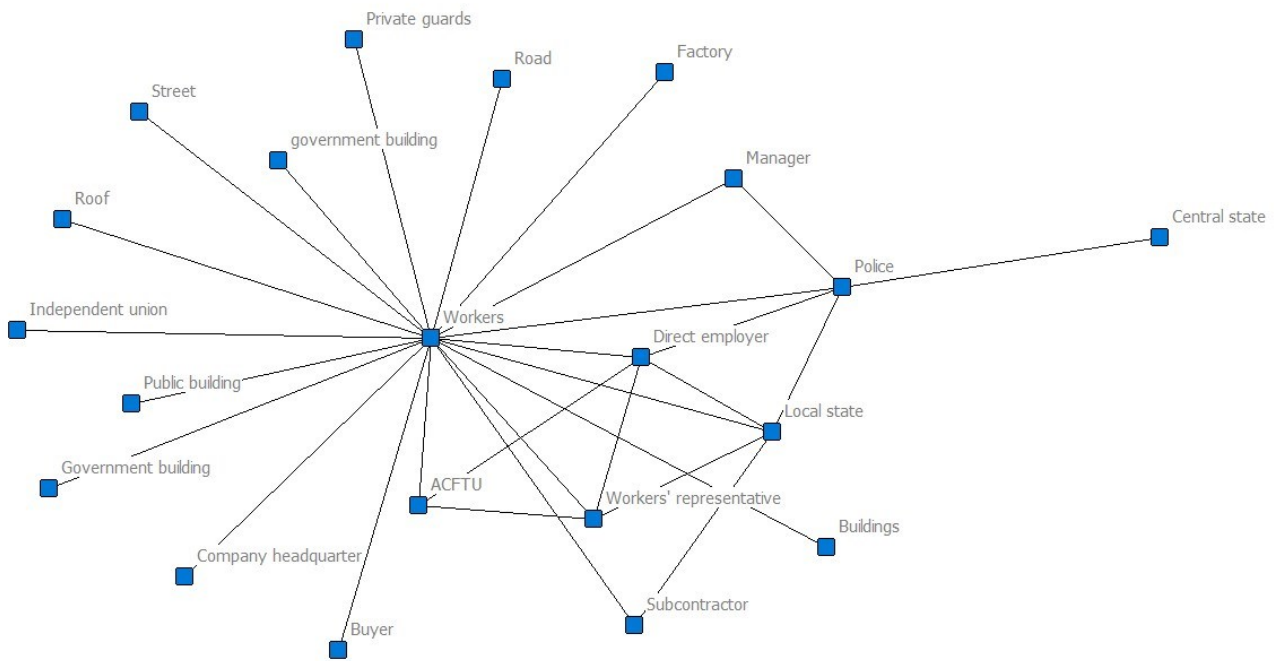 Private guards
Road
Factory
Street
government building
Manager
Roof
Central state
Police
Independent union
Workers
Direct employer
Public building
Local state
Government building
ACFTU
Workers' representative
Buildings
Company headquarter
Subcontractor
Buyer